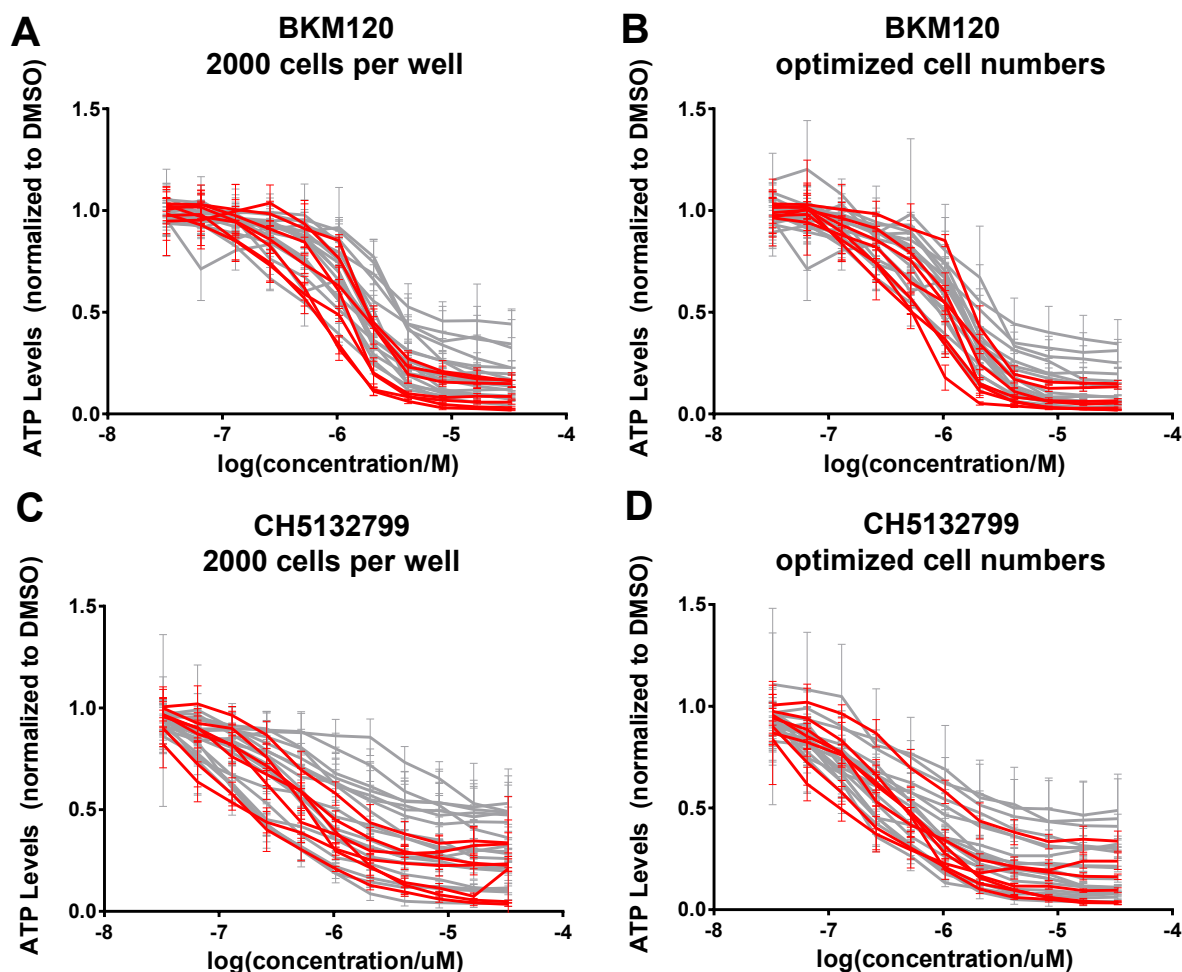 A
BKM120
2000 cells per well
ATP Levels (normalized to DMSO)
1.5
1.0
0.5
0.0
-8
-7
-6
-5
-4
log(concentration/M)
B
BKM120
optimized cell numbers
ATP Levels (normalized to DMSO)
1.5
1.0
0.5
0.0
-8
-7
-6
-5
-4
log(concentration/M)
C
CH5132799
2000 cells per well
ATP Levels (normalized to DMSO)
1.5
1.0
0.5
0.0
-8
-7
-6
-5
-4
log(concentration/uM)
D
CH5132799
optimized cell numbers
ATP Levels (normalized to DMSO)
1.5
1.0
0.5
0.0
-8
-7
-6
-5
-4
log(concentration/uM)